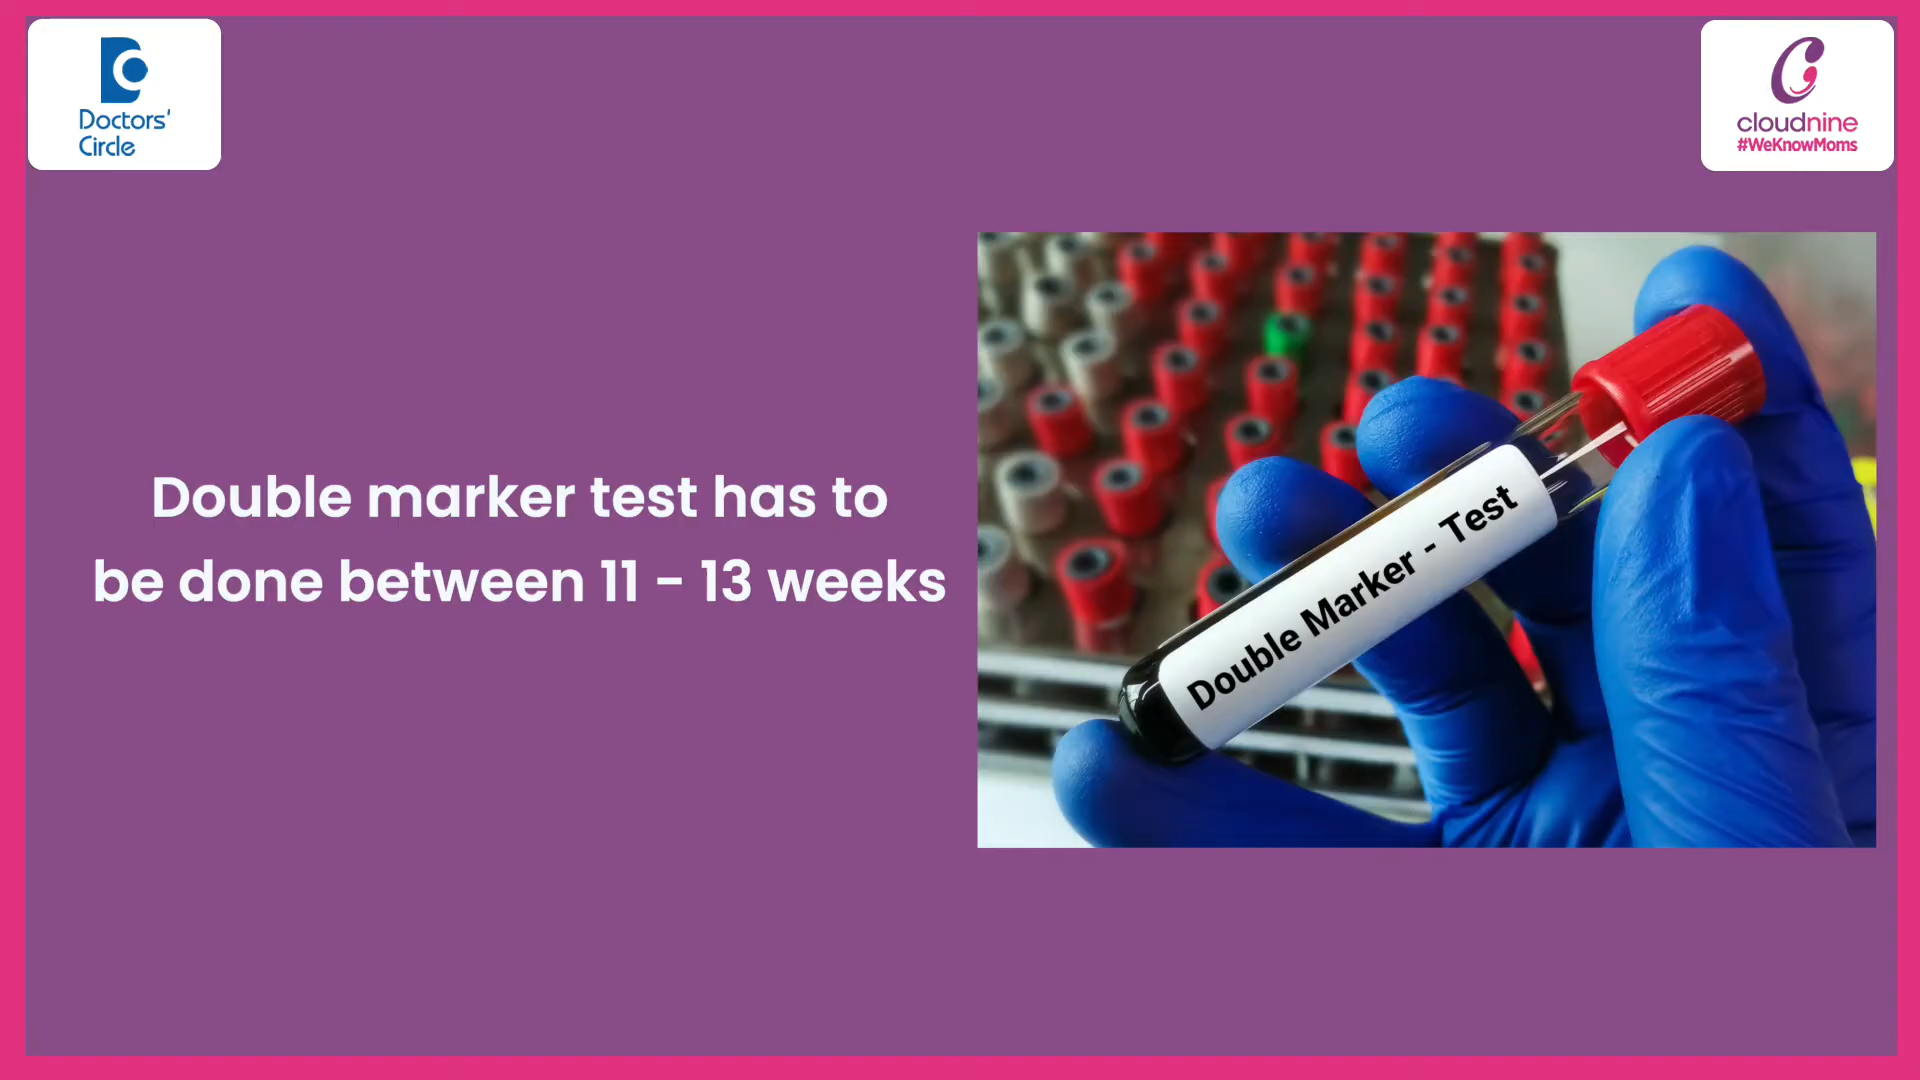 Doctors'
Circle
cloudnine
#WeKnowMoms
Double marker test has to
be done between 11 - 13 weeks
Double Marker - Test